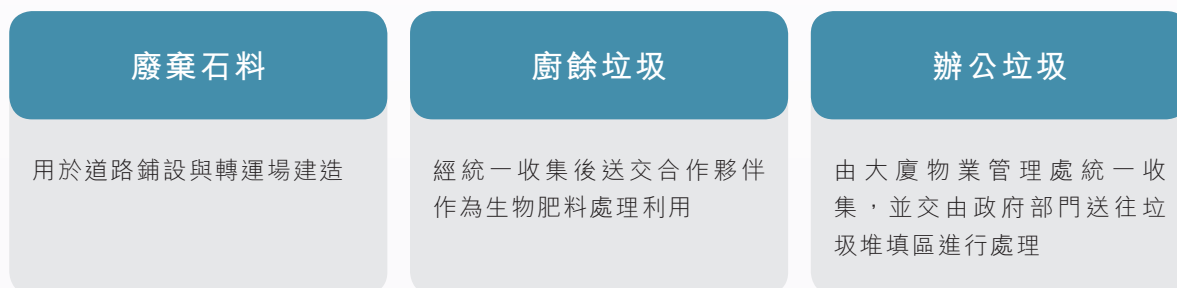 廢棄石料
用於道路鋪設與轉運場建造
廚餘垃圾
經統一收集後送交合作夥伴
作為生物肥料處理利用
辦公垃圾
由大廈物業管理處統一收
集，並交由政府部門送往垃
圾堆填區進行處理